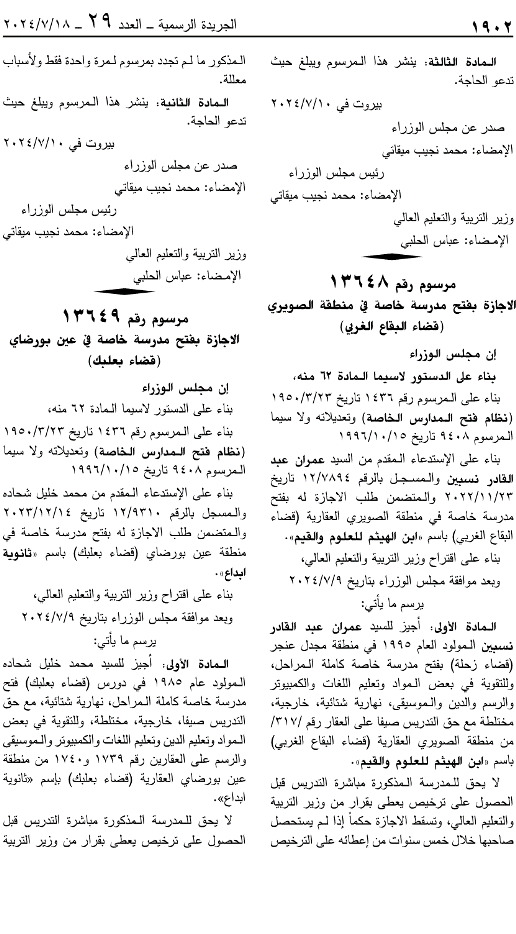 ١٩٠٢
الجريدة الرسمية ـ العدد ٢٩ ـ ٢٠٢٤/٧/١٨
المادة الثالثة: ينشر هذا المرسوم ويبلغ حيث
تدعو الحاجة.
بيروت في ٢٠٢٤/٧/١٠
صدر عن مجلس الوزراء
الإمضاء: محمد نجيب ميقاتي
رئيس مجلس الوزراء
الإمضاء: محمد نجيب ميقاتي
وزير التربية والتعليم العالي
الإمضاء: عباس الحلبي
مرسوم رقم ١٣٦٤٨
الاجازة بفتح مدرسة خاصة في منطقة الصويري
(قضاء البقاع الغربي)
إن مجلس الوزراء
بناء على الدستور لاسيما المادة ٦٢ منه،
بناء على المرسوم رقم ١٤٣٦ تاريخ ١٩٥٠/٣/٢٣
(نظام فتح المدارس الخاصة) وتعديلاته ولا سيما
المرسوم ٩٤٠٨ تاريخ ١٩٩٦/١٠/١٥
بناء على الإستدعاء المقدم من السيد عمران عبد
القادر نسبين والمسجل بالرقم ١٢/٧٨٩٤ تاريخ
٢٠٢٢/١١/٢٣ والمتضمن طلب الاجازة له بفتح
مدرسة خاصة في منطقة الصويري العقارية (قضاء
البقاع الغربي) باسم «ابن الهيثم للعلوم والقيم».
بناء على اقتراح وزير التربية والتعليم العالي،
وبعد موافقة مجلس الوزراء بتاريخ ٢٠٢٤/٧/٩
يرسم ما يأتي:
المادة الأولى: أجيز للسيد عمران عبد القادر
نسبين المولود العام ١٩٩٥ في منطقة مجدل عنجر
(قضاء زحلة) بفتح مدرسة خاصة كاملة المراحل،
وللتقوية في بعض المواد وتعليم اللغات والكمبيوتر
والرسم والدين والموسيقى، نهارية شتائية، خارجية،
مختلطة مع حق التدريس صيفا على العقار رقم /٣١٧/
من منطقة الصويري العقارية (قضاء البقاع الغربي)
باسم «ابن الهيثم للعلوم والقيم».
لا يحق للمدرسة المذكورة مباشرة التدريس قبل
الحصول على ترخيص يعطى بقرار من وزير التربية
والتعليم العالي، وتسقط الاجازة حكماً إذا لم يستحصل
صاحبها خلال خمس سنوات من إعطائه على الترخيص
المذكور ما لم تجدد بمرسوم لمرة واحدة فقط ولأسباب
معللة.
المادة الثانية: ينشر هذا المرسوم ويبلغ حيث
تدعو الحاجة.
بيروت في ٢٠٢٤/٧/١٠
صدر عن مجلس الوزراء
الإمضاء: محمد نجيب ميقاتي
رئيس مجلس الوزراء
الإمضاء: محمد نجيب ميقاتي
وزير التربية والتعليم العالي
الإمضاء: عباس الحلبي
مرسوم رقم ١٣٦٤٩
الاجازة بفتح مدرسة خاصة في عين بورضاي
(قضاء بعلبك)
إن مجلس الوزراء
بناء على الدستور لاسيما المادة ٦٢ منه،
بناء على المرسوم رقم ١٤٣٦ تاريخ ١٩٥٠/٣/٢٣
(نظام فتح المدارس الخاصة) وتعديلاته ولا سيما
المرسوم ٩٤٠٨ تاريخ ١٩٩٦/١٠/١٥
بناء على الإستدعاء المقدم من محمد خليل شحاده
والمسجل بالرقم ١٢/٩٣١٠ تاريخ ٢٠٢٣/١٢/١٤
والمتضمن طلب الاجازة له بفتح مدرسة خاصة في
منطقة عين بورضاي (قضاء بعلبك) باسم «ثانوية
ابداع».
بناء على اقتراح وزير التربية والتعليم العالي،
وبعد موافقة مجلس الوزراء بتاريخ ٢٠٢٤/٧/٩
يرسم ما يأتي:
المادة الأولى: أجيز للسيد محمد خليل شحاده
المولود عام ١٩٨٥ في دورس (قضاء بعلبك) فتح
مدرسة خاصة كاملة المراحل، نهارية شتائية، مع حق
التدريس صيفا، خارجية، مختلطة، وللتقوية في بعض
المواد وتعليم الدين وتعليم اللغات والكمبيوتر والموسيقى
والرسم على العقارين رقم ١٧٣٩ و١٧٤٠ من منطقة
عين بورضاي العقارية (قضاء بعلبك) بإسم «ثانوية
ابداع».
لا يحق للمدرسة المذكورة مباشرة التدريس قبل
الحصول على ترخيص يعطى بقرار من وزير التربية